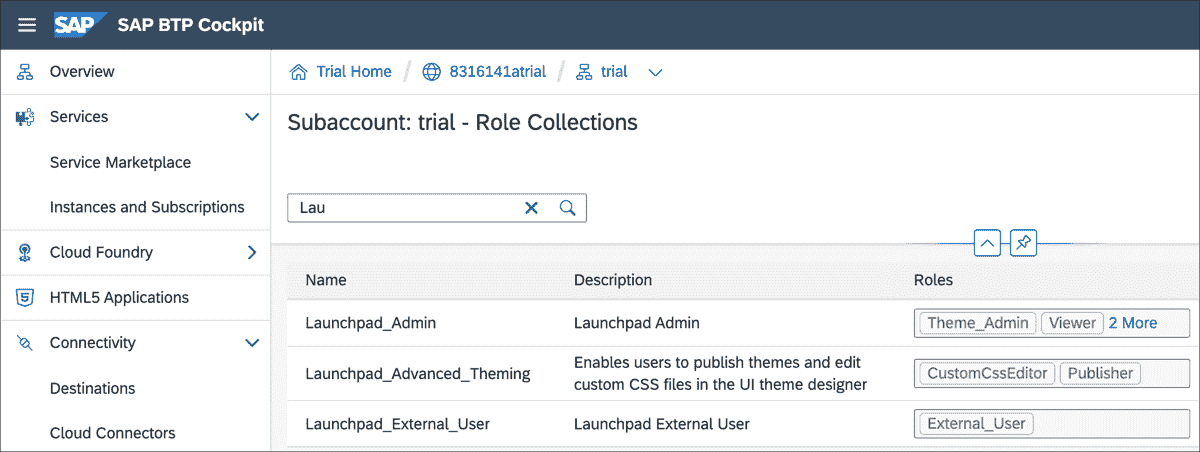 SAP SAP BTP Cockpit
Overview
Services
Service Marketplace
Instances and Subscriptions
Cloud Foundry
5 HTML5 Applications
Connectivity
Destinations
Cloud Connectors
Trial Home / 8316141atrial / trial
Subaccount: trial - Role Collections
Lau
Name Description Roles
Launchpad_Admin Launchpad Admin Theme_Admin Viewer 2 More
Launchpad_Advanced_Theming Enables users to publish themes and edit
custom CSS files in the UI theme designer CustomCssEditor Publisher
Launchpad_External_User Launchpad External User External_User